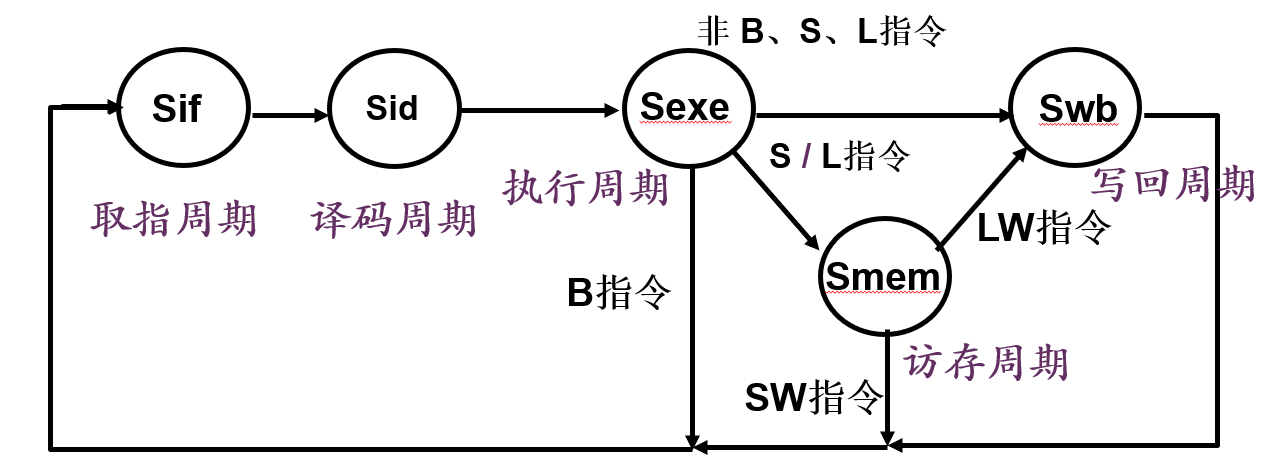 非 B、S、L指令
Sif
Sid
Sexe
Swb
S / L指令
执行周期
写回周期
取指周期
译码周期
LW指令
Smem
B指令
访存周期
SW指令